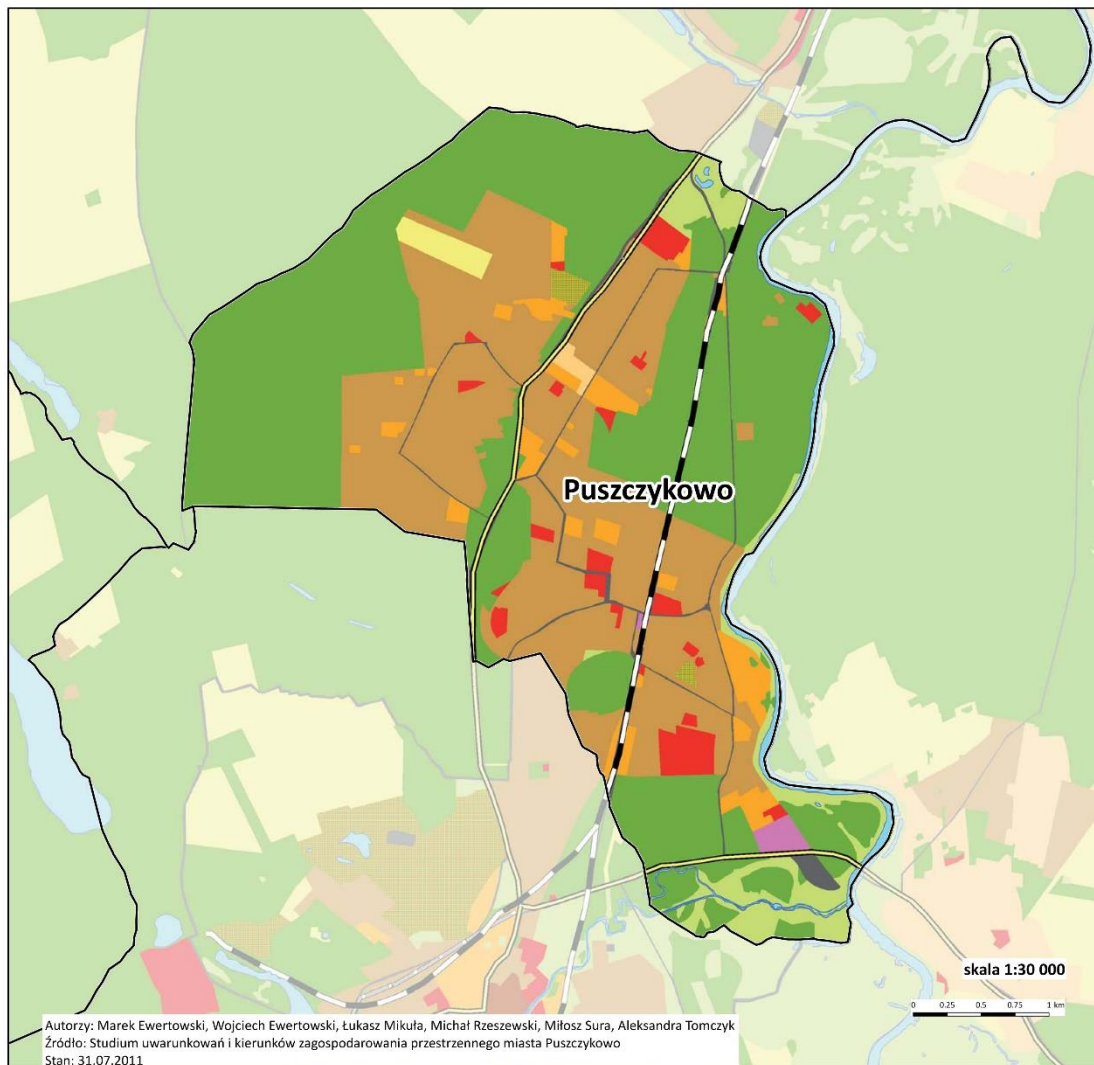 Puszczykowo
skala 1:30 000
0 0.25 0.5 0.75 1 km
Autorzy: Marek Ewertowski, Wojciech Ewertowski, Łukasz Mikuła, Michał Rzeszewski, Miłosz Sura, Aleksandra Tomczyk
Źródło: Studium uwarunkowań i kierunków zagospodarowania przestrzennego miasta Puszczykowo
Stan: 31.07.2011